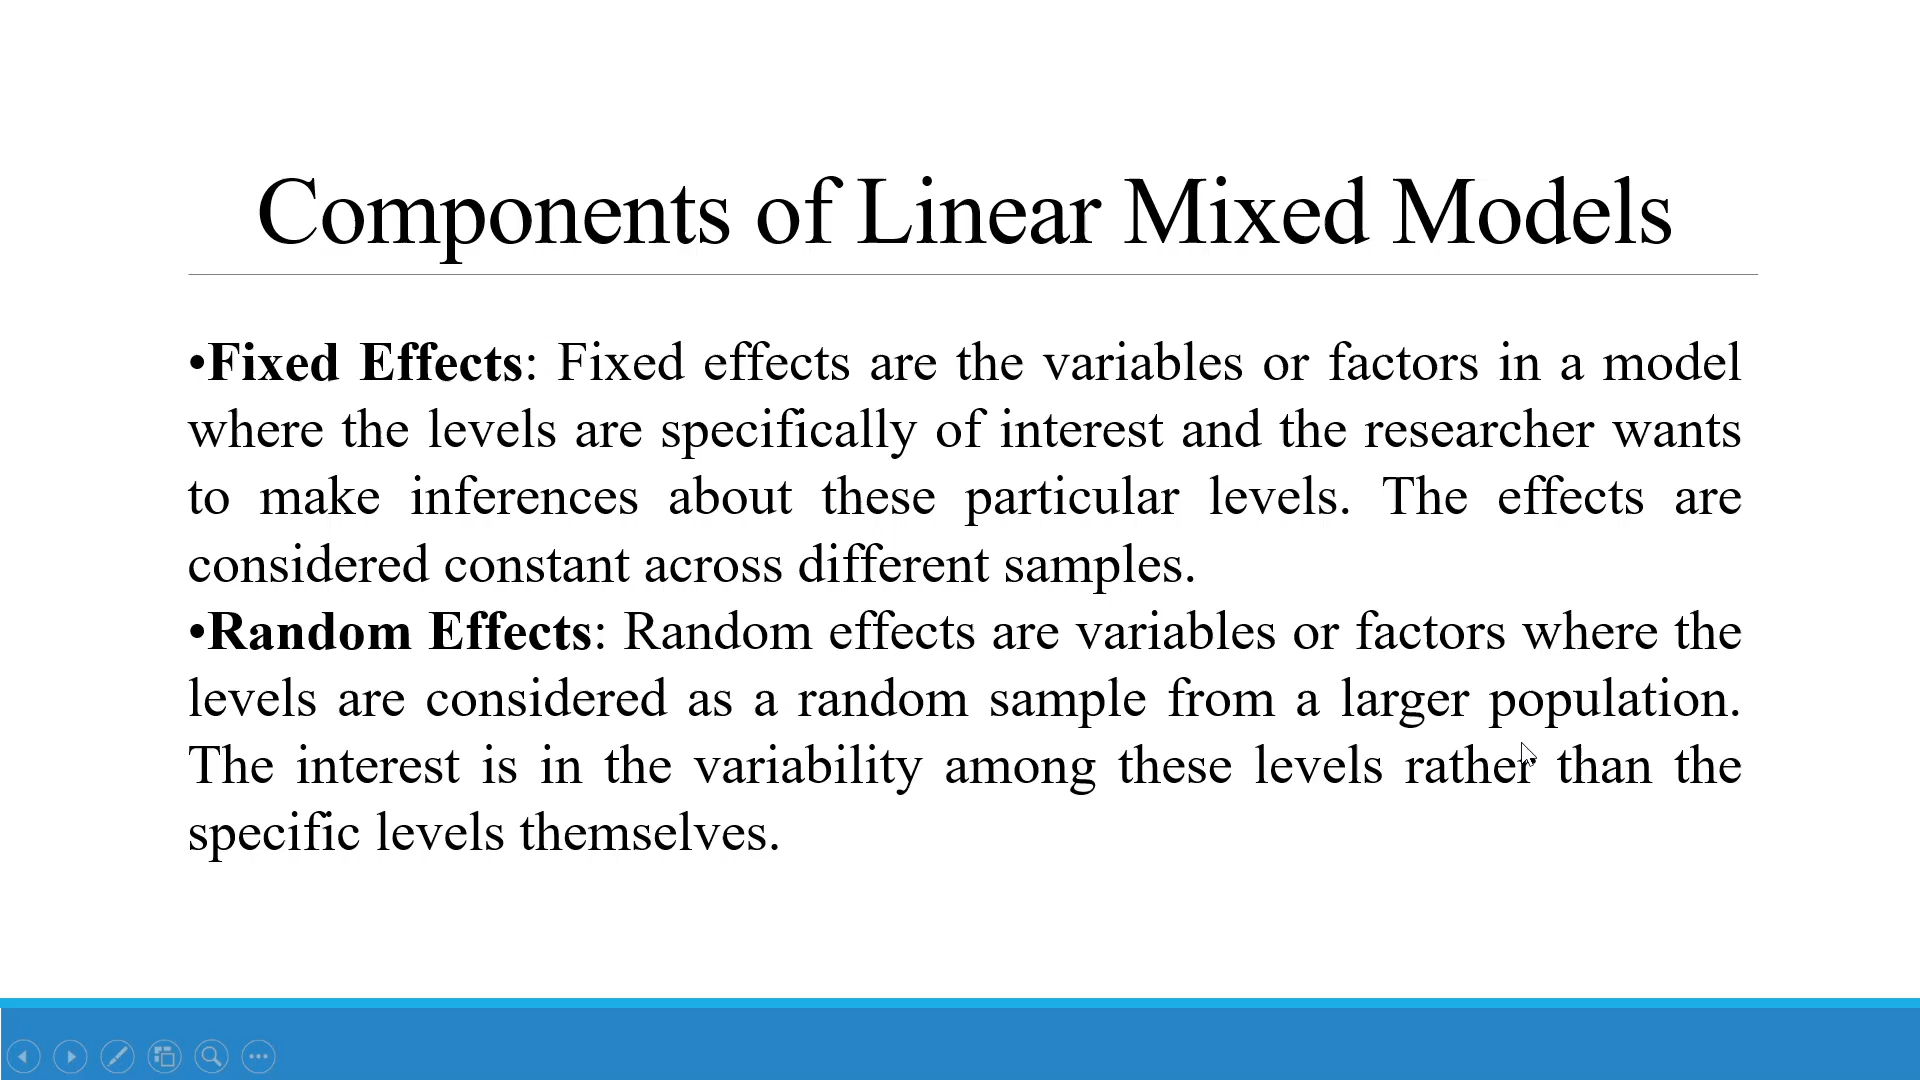 Components of Linear Mixed Models
•Fixed Effects: Fixed effects are the variables or factors in a model
where the levels are specifically of interest and the researcher wants
to make inferences about these particular levels. The effects are
considered constant across different samples.
•Random Effects: Random effects are variables or factors where the
levels are considered as a random sample from a larger population.
The interest is in the variability among these levels rather than the
specific levels themselves.